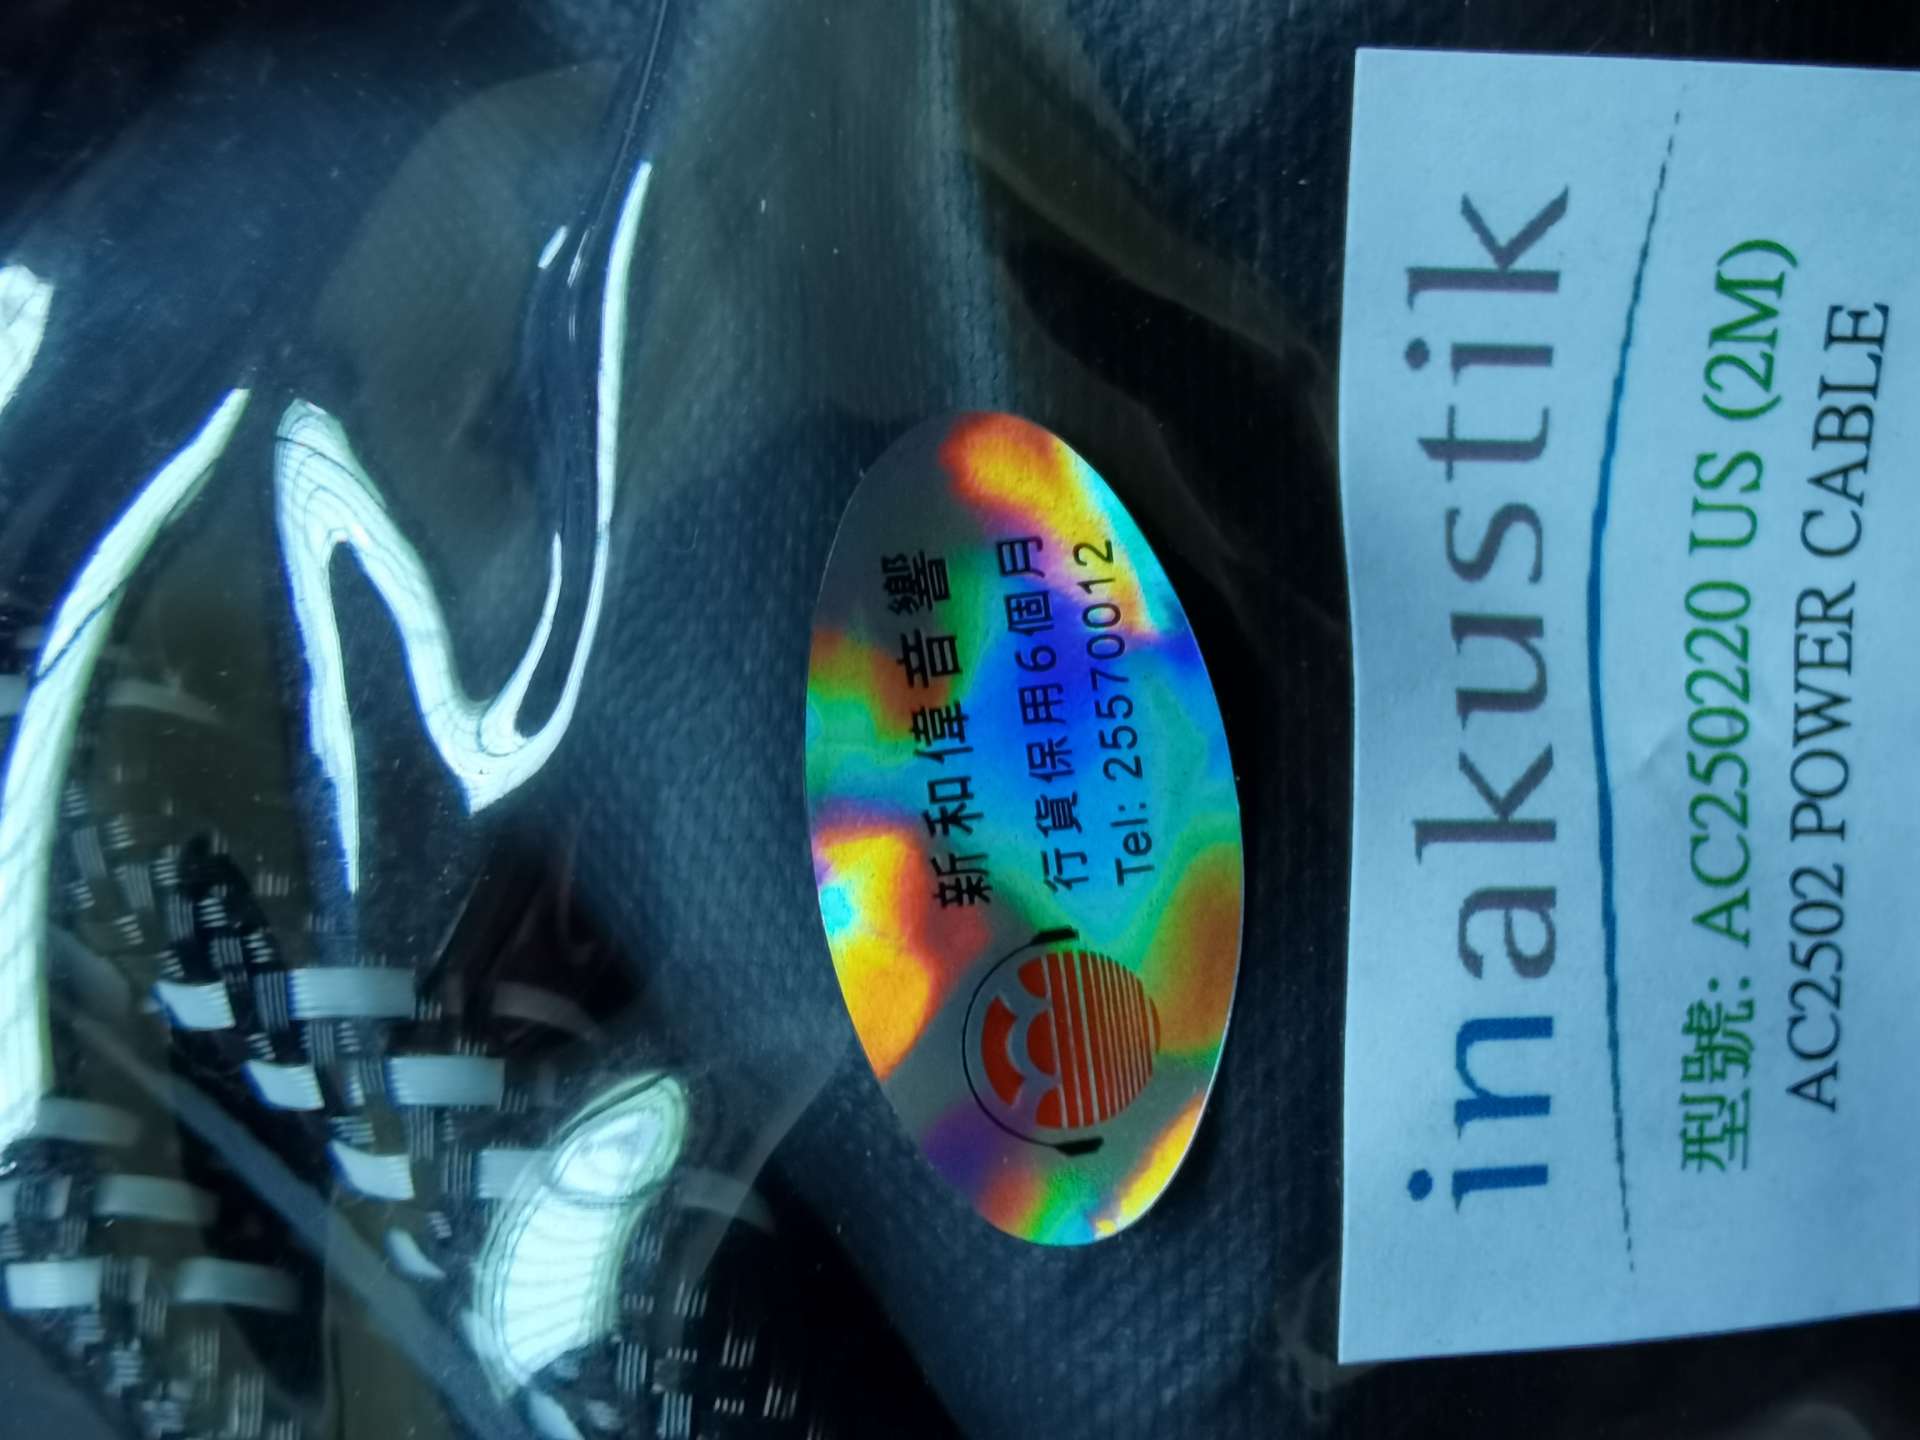 新和偉音響
行貨保用6個月
Tel: 25570012
inakustik
型號: AC250220 US (2M)
AC2502 POWER CABLE